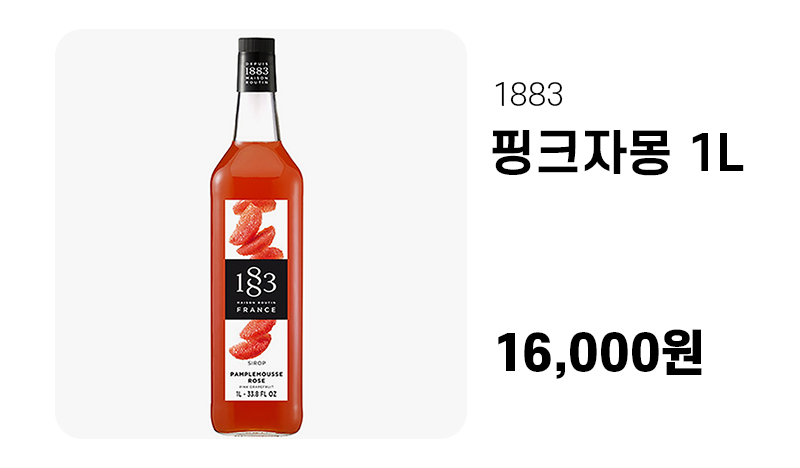 DEPUIS
1883
MAISON
ROUTIN
1883
MAISON ROUTIN
FRANCE
SIROP
PAMPLEMOUSSE
ROSE
PINK GRAPEFRUIT
1L - 33.8 FL OZ
1883
핑크자몽 1L
16,000원